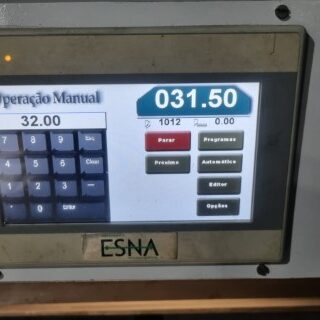 Operação Manual
031.50
32.00
1012 0.00
7 8 9 Esc
4 5 6 Clear
1 2 3 —
• 0 Enter
Parar Programas
Próximo Automático
Editor
Opções
ESNA